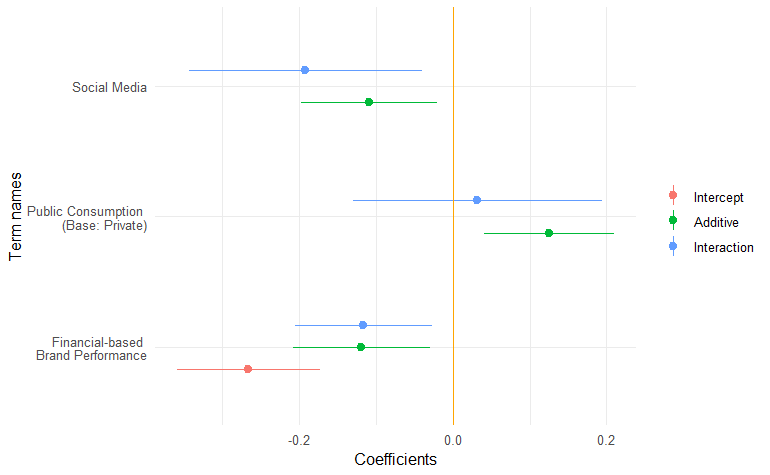 Term names
Social Media
Public Consumption
(Base: Private)
Financial-based
Brand Performance
-0.2
0.0
0.2
Coefficients
Intercept
Additive
Interaction